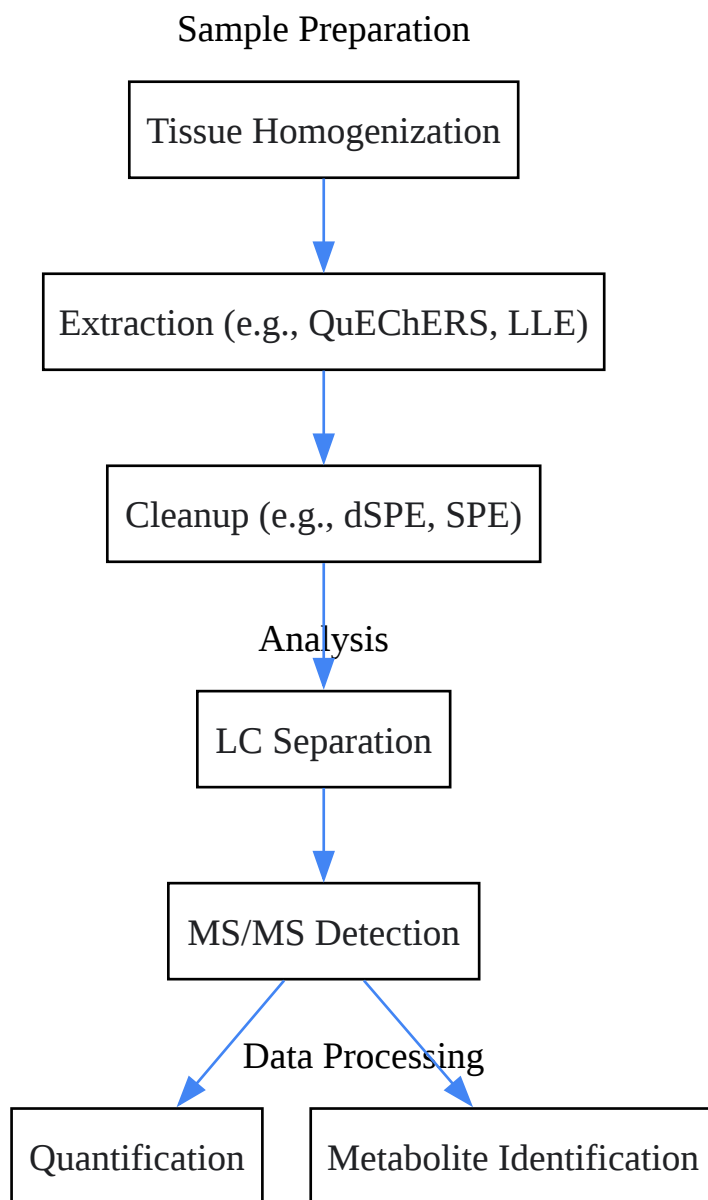 Sample Preparation
Tissue Homogenization
Extraction (e.g., QuEChERS, LLE)
Cleanup (e.g., dSPE, SPE)
Analysis
LC Separation
MS/MS Detection
Data Processing
Quantification
Metabolite Identification